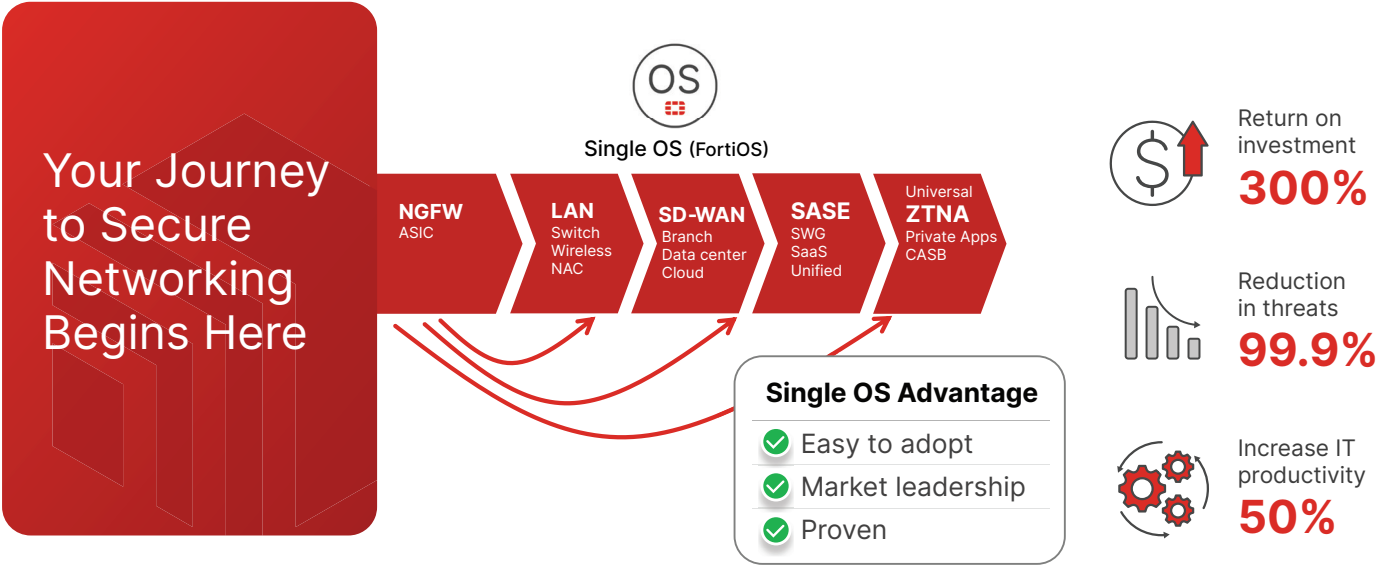 Your Journey
to Secure
Networking
Begins Here
OS
Single OS (FortiOS)
NGFW
ASIC
LAN
Switch
Wireless
NAC
SD-WAN
Branch
Data center
Cloud
SASE
SWG
SaaS
Unified
Universal
ZTNA
Private Apps
CASB
Single OS Advantage
Easy to adopt
Market leadership
Proven
$
Return on
investment
300%
Reduction
in threats
99.9%
Increase IT
productivity
50%